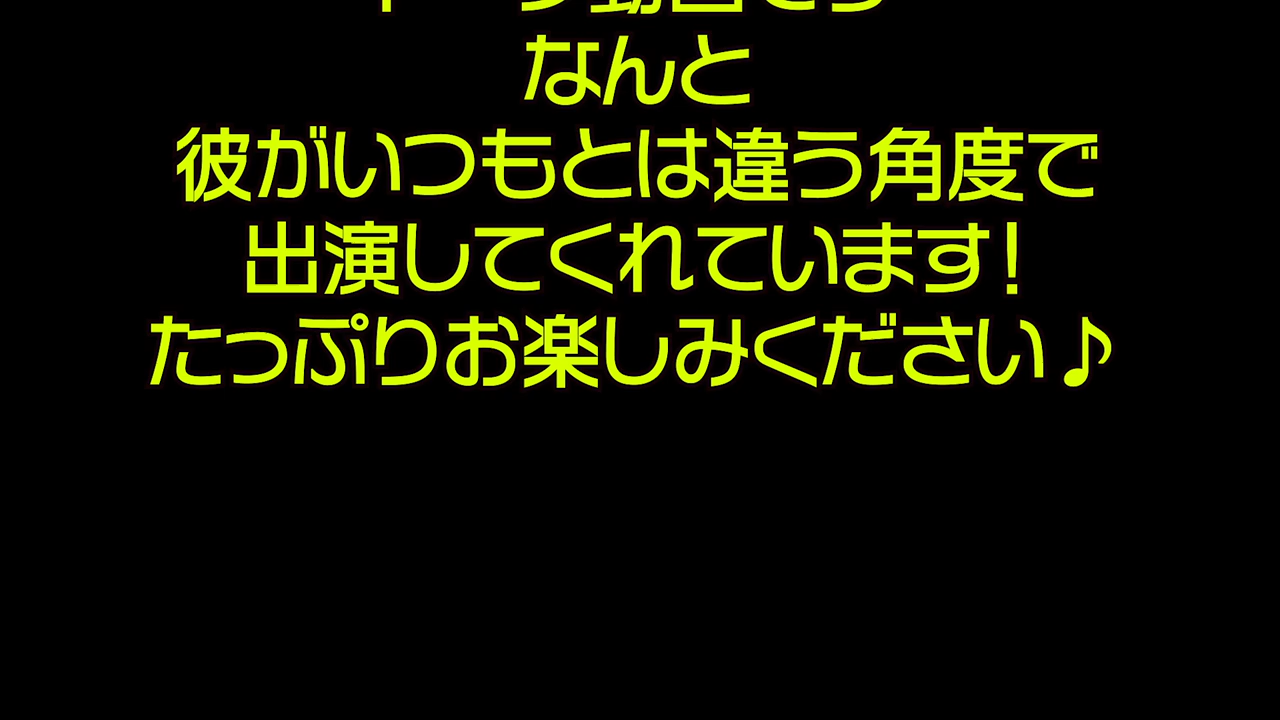 なんと
彼がいつもとは違う角度で
出演してくれています!
たっぷりお楽しみください♪